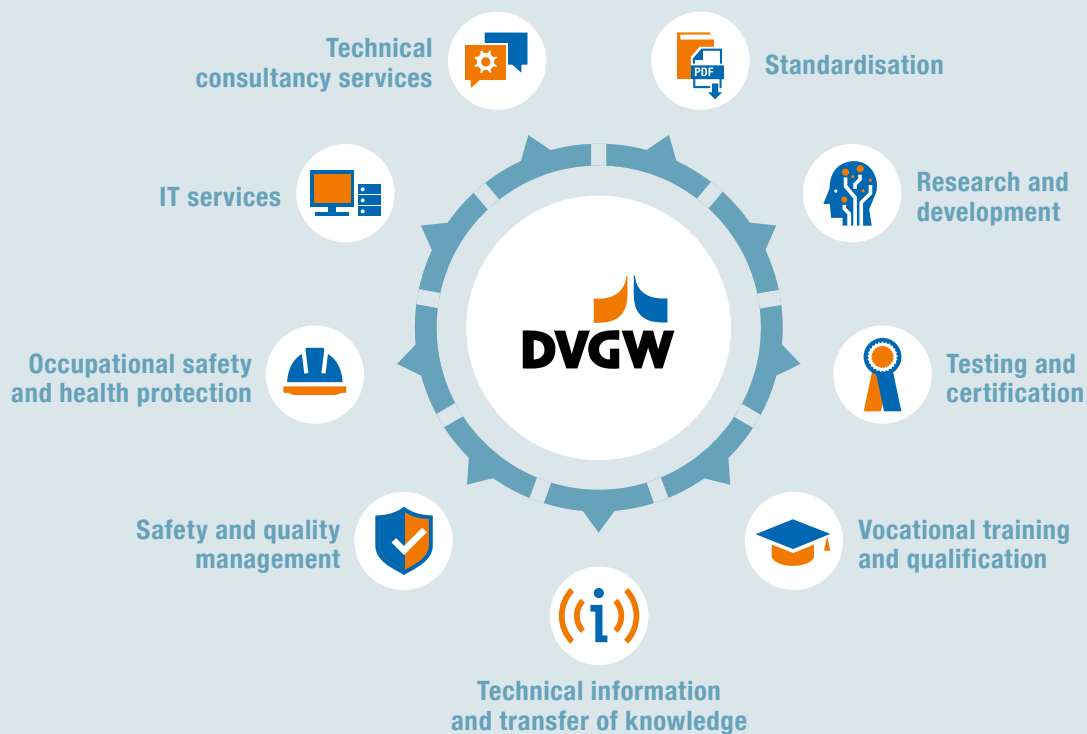 Technical
consultancy services
PDF
Standardisation
IT services
Research and
development
DVGW
Occupational safety
and health protection
Testing and
certification
Safety and quality
management
Vocational training
and qualification
i
Technical information
and transfer of knowledge